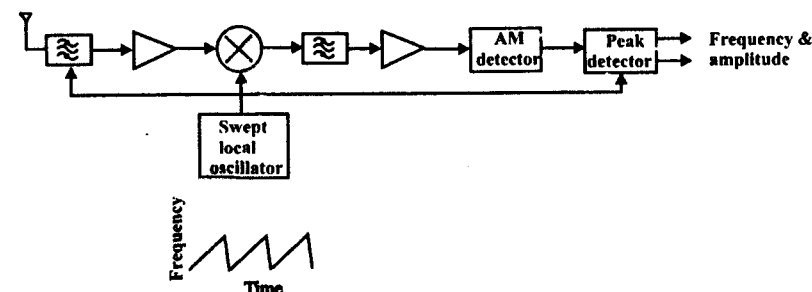 AM
detector
Peak
detector
Frequency &
amplitude
Swept
local
oscillator
Frequency
Time